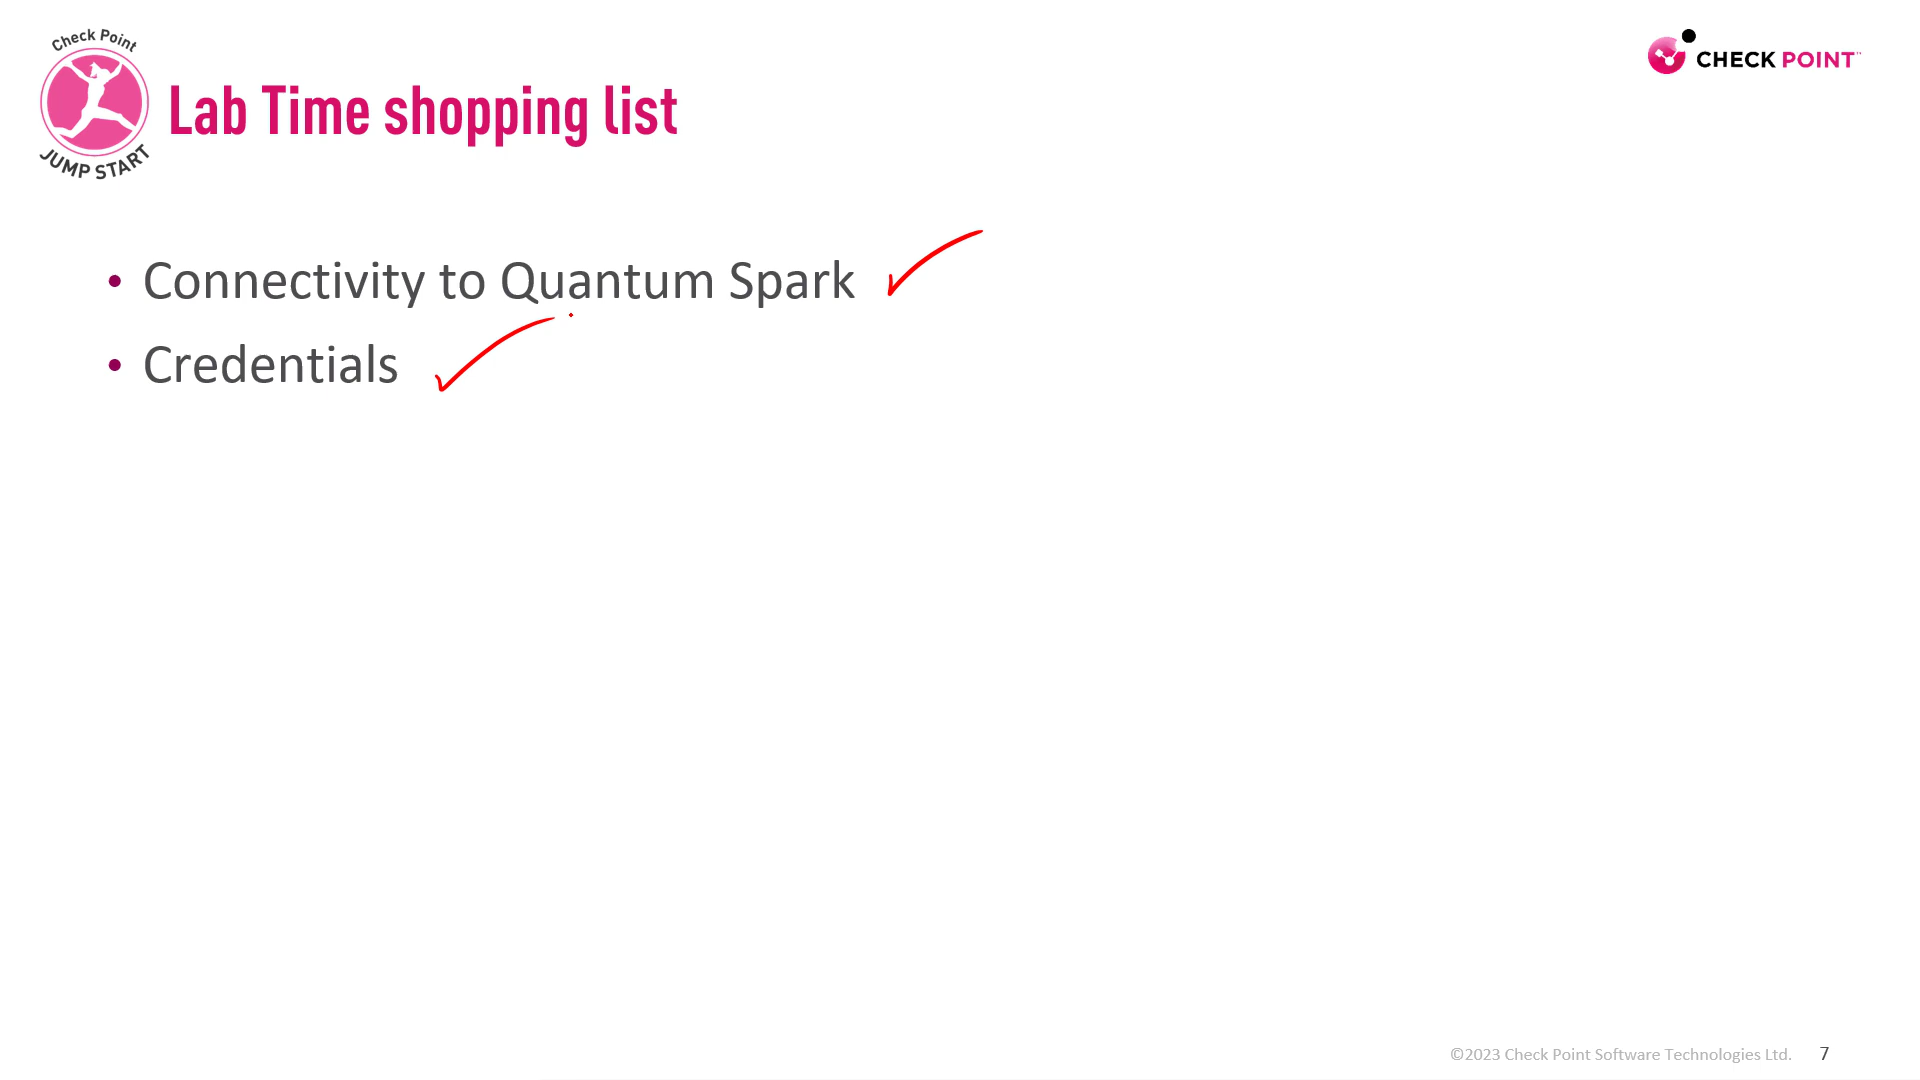 Check Point
JUMP START
Lab Time shopping list
CHECK POINT™
• Connectivity to Quantum Spark
• Credentials
©2023 Check Point Software Technologies Ltd. 7